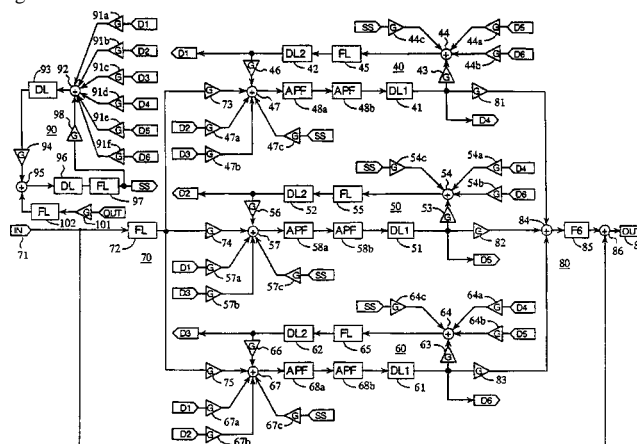 91a G D1
91b G D2
91c G D3
91d G D4
91e G D5
91f G D6
93 92
DL +
98 G
90
94 G
95 96
+ DL FL SS
97
FL G OUT
102 101
IN FL
71 72 70
SS G 44c 44 44a G D5
D1 DL2 FL + 44b G D6
G 46 42 45 40 43 G
G + APF APF DL1 G 81
73 47 48a 48b 41 D4
D2 G 47a
D3 G 47b 47c G SS
SS G 54c 54a G D4
D2 DL2 FL 54 + 54b G D6
G 56 52 55 50 53 G
G + APF APF DL1 G 84 + F6 + OUT
74 57 58a 58b 51 82 85 86
D1 G 57a D5 80
D3 G 57b 57c G SS
SS G 64c 64 64a G D4
D3 DL2 FL + 64b G D5
G 66 62 65 60 63 G
G + APF APF DL1 G 83
75 67 68a 68b 61
D1 G 67a D6
D2 G 67b 67c G SS